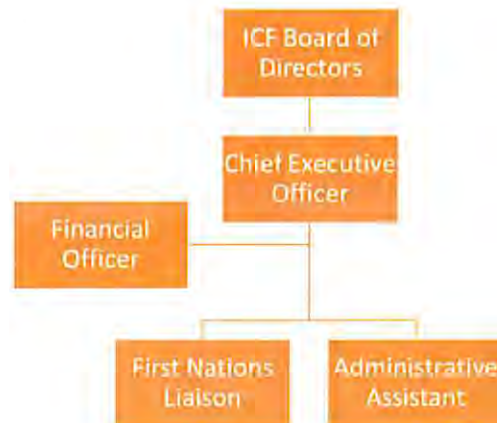 ICF Board of
Directors
Chief Executive
Officer
Financial
Officer
First Nations
Liaison
Administrative
Assistant